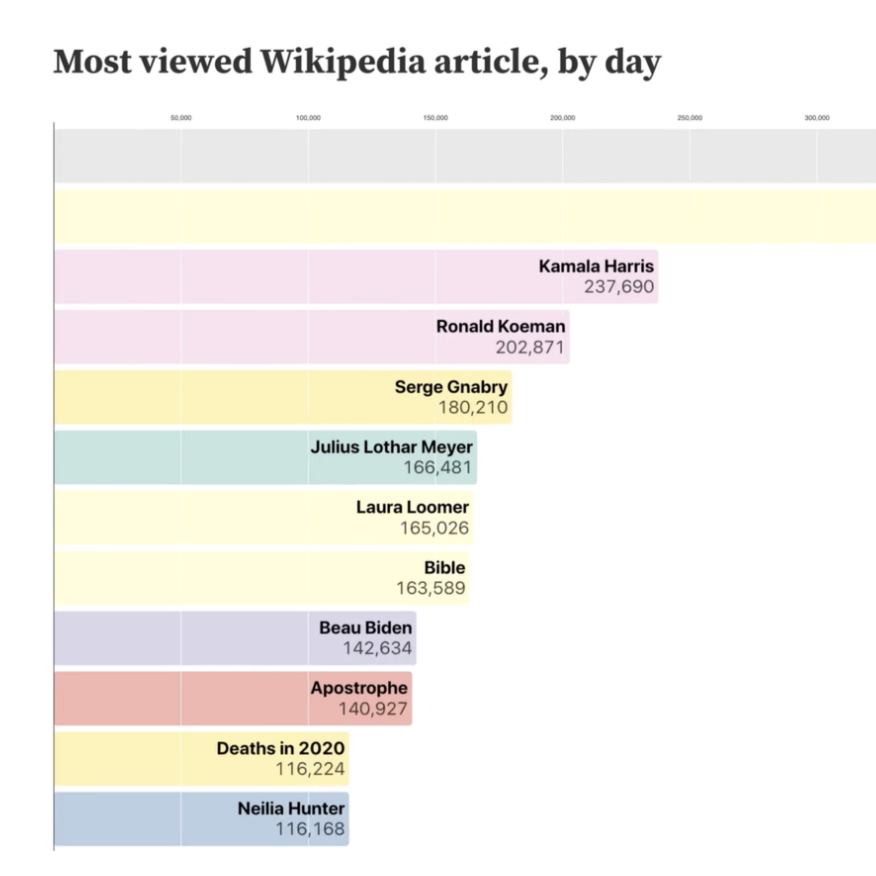 Most viewed Wikipedia article, by day
50,000 100,000 150,000 200,000 250,000 300,000
Kamala Harris
237,690
Ronald Koeman
202,871
Serge Gnabry
180,210
Julius Lothar Meyer
166,481
Laura Loomer
165,026
Bible
163,589
Beau Biden
142,634
Apostrophe
140,927
Deaths in 2020
116,224
Neilia Hunter
116,168